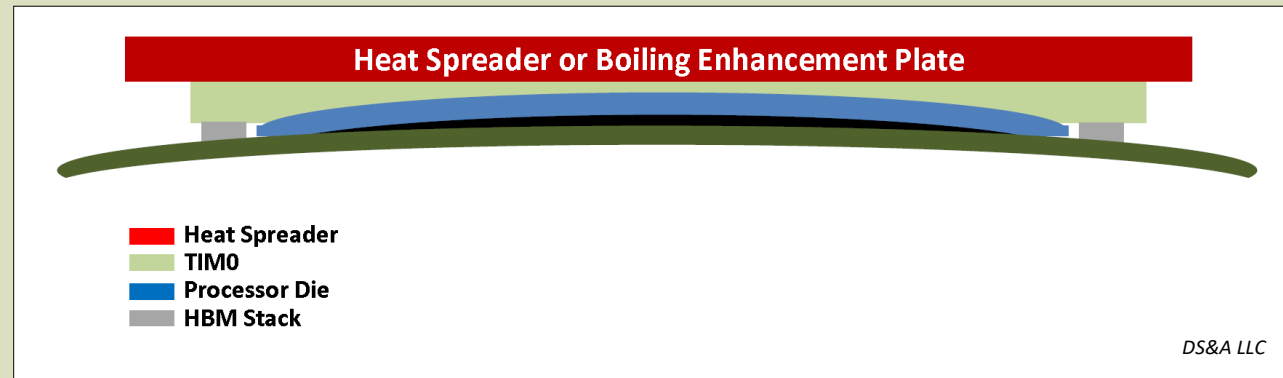 Heat Spreader or Boiling Enhancement Plate
Heat Spreader
TIM0
Processor Die
HBM Stack
DS&A LLC